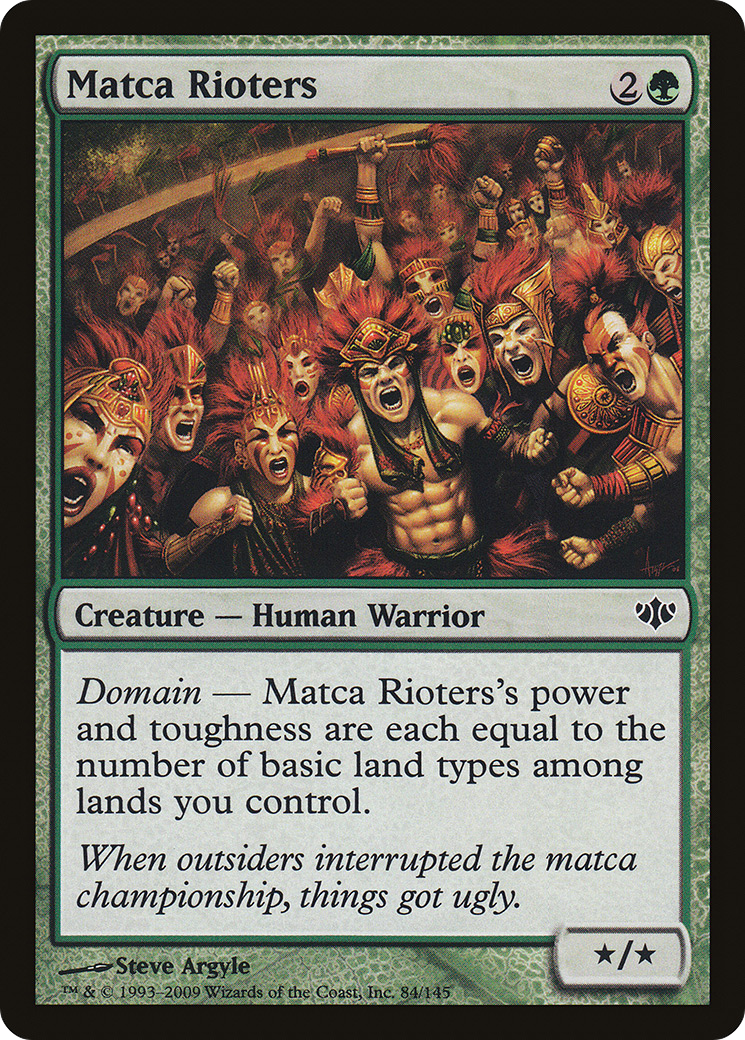 Matca Rioters 2
Creature — Human Warrior
Domain — Matca Rioters's power
and toughness are each equal to the
number of basic land types among
lands you control.
When outsiders interrupted the matca
championship, things got ugly.
★/★
Steve Argyle
™ & © 1993–2009 Wizards of the Coast, Inc. 84/145